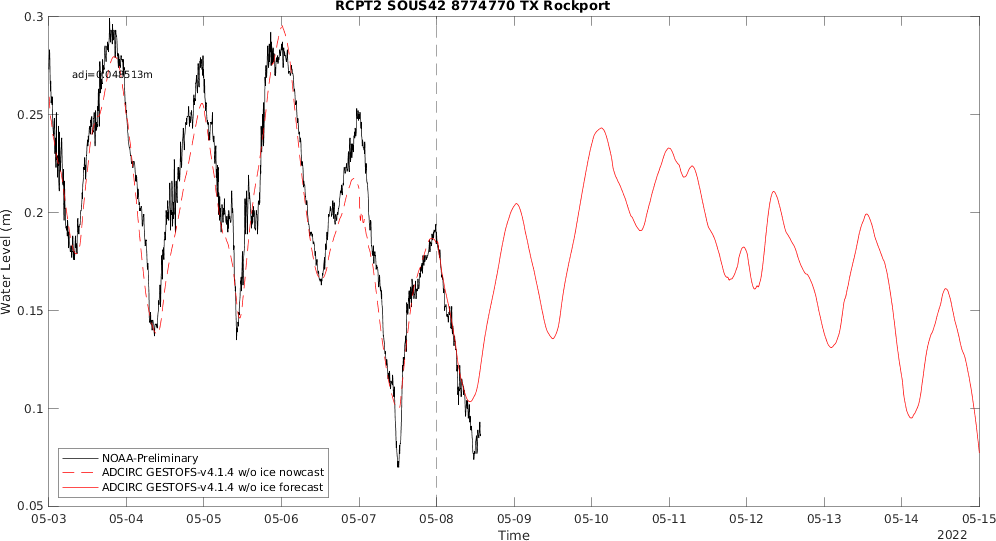 RCPT2 SOUS42 8774770 TX Rockport
0.3
adj=0.048513m
0.25
0.2
Water Level (m)
0.15
0.1
NOAA-Preliminary
ADCIRC GESTOFS-v4.1.4 w/o ice nowcast
ADCIRC GESTOFS-v4.1.4 w/o ice forecast
0.05
05-03 05-04 05-05 05-06 05-07 05-08 05-09 05-10 05-11 05-12 05-13 05-14 05-15
Time
2022